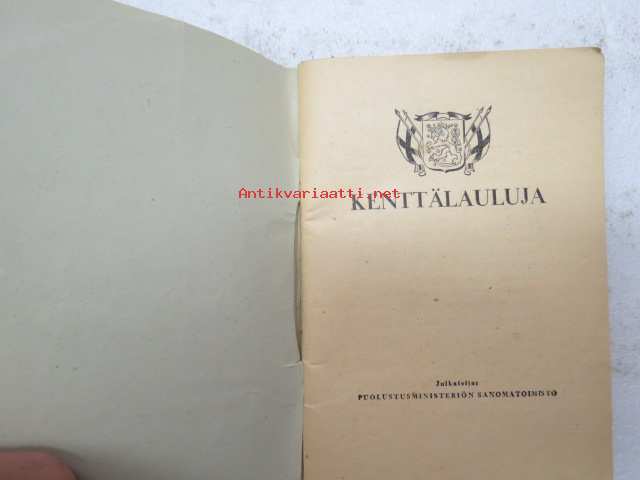 Antikvariaatti.net
KENTTÄLAULUJA
Julkaisija:
PUOLUSTUSMINISTERIÖN SANOMATOIMISTO